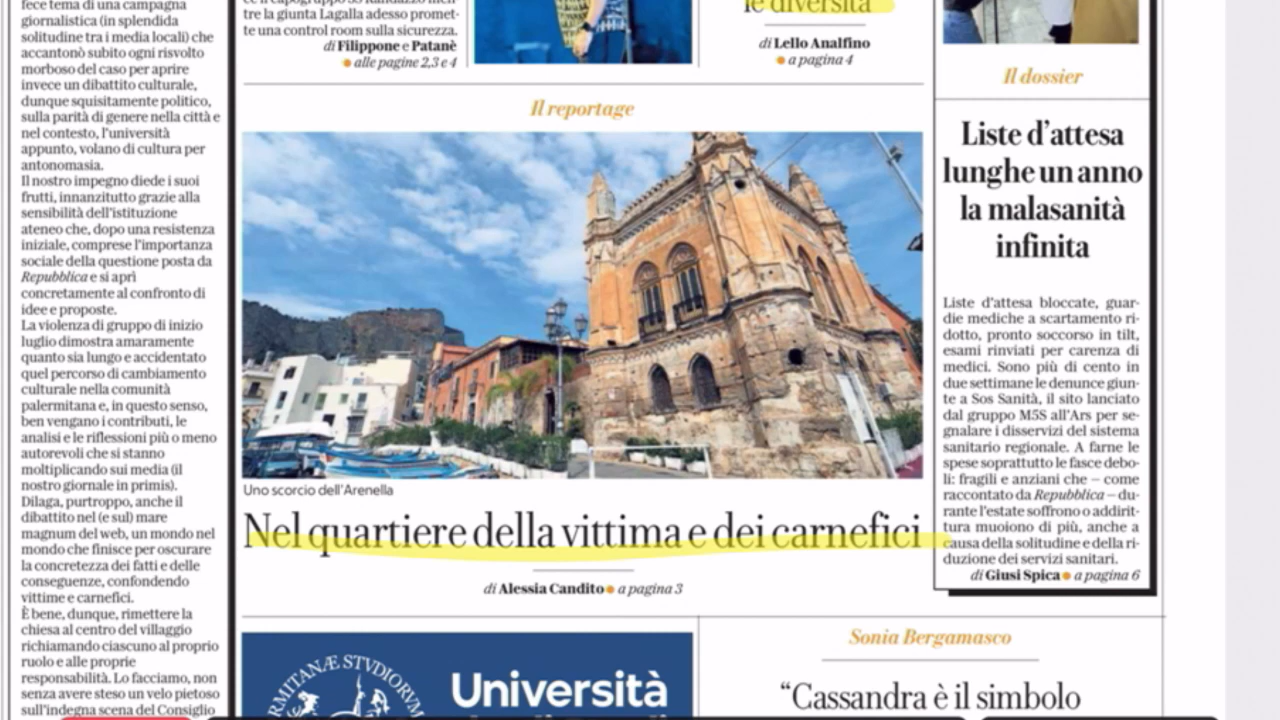 fece tema di una campagna
giornalistica (in splendida
solitudine tra i media locali) che
accantonò subito ogni risvolto
morboso del caso per aprire
invece un dibattito culturale,
dunque squisitamente politico,
sulla parità di genere nella città e
nel contesto, l'università
appunto, volano di cultura per
antonomasia.
Il nostro impegno diede i suoi
frutti, innanzitutto grazie alla
sensibilità dell'istituzione
ateneo che, dopo una resistenza
iniziale, comprese l'importanza
sociale della questione posta da
Repubblica e si aprì
concretamente al confronto di
idee e proposte.
La violenza di gruppo di inizio
luglio dimostra amaramente
quanto sia lungo e accidentato
quel percorso di cambiamento
culturale nella comunità
palermitana e, in questo senso,
ben vengano i contributi, le
analisi e le riflessioni più o meno
autorevoli che si stanno
moltiplicando sui media (il
nostro giornale in primis).
Dilaga, purtroppo, anche il
dibattito nel (e sul) mare
magnum del web, un mondo nel
mondo che finisce per oscurare
la concretezza dei fatti e delle
conseguenze, confondendo
vittime e carnefici.
È bene, dunque, rimettere la
chiesa al centro del villaggio
richiamando ciascuno al proprio
ruolo e alle proprie
responsabilità. Lo facciamo, non
senza avere steso un velo pietoso
sull'indegna scena del Consiglio
tre la giunta Lagalla adesso promet-
te una control room sulla sicurezza.
di Filippone e Patanè
alle pagine 2,3 e 4
le diversità
di Lello Analfino
a pagina 4
Il reportage
Uno scorcio dell'Arenella
Nel quartiere della vittima e dei carnefici
di Alessia Candito a pagina 3
Il dossier
Liste d'attesa
lunghe un anno
la malasanità
infinita
Liste d'attesa bloccate, guar-
die mediche a scartamento ri-
dotto, pronto soccorso in tilt,
esami rinviati per carenza di
medici. Sono più di cento in
due settimane le denunce giun-
te a Sos Sanità, il sito lanciato
dal gruppo M5S all'Ars per se-
gnalare i disservizi del sistema
sanitario regionale. A farne le
spese soprattutto le fasce debo-
li: fragili e anziani che – come
raccontato da Repubblica – du-
rante l'estate soffrono o addirit-
tura muoiono di più, anche a
causa della solitudine e della ri-
duzione dei servizi sanitari.
di Giusi Spica a pagina 6
STVDIORVM
Università
Sonia Bergamasco
“Cassandra è il simbolo